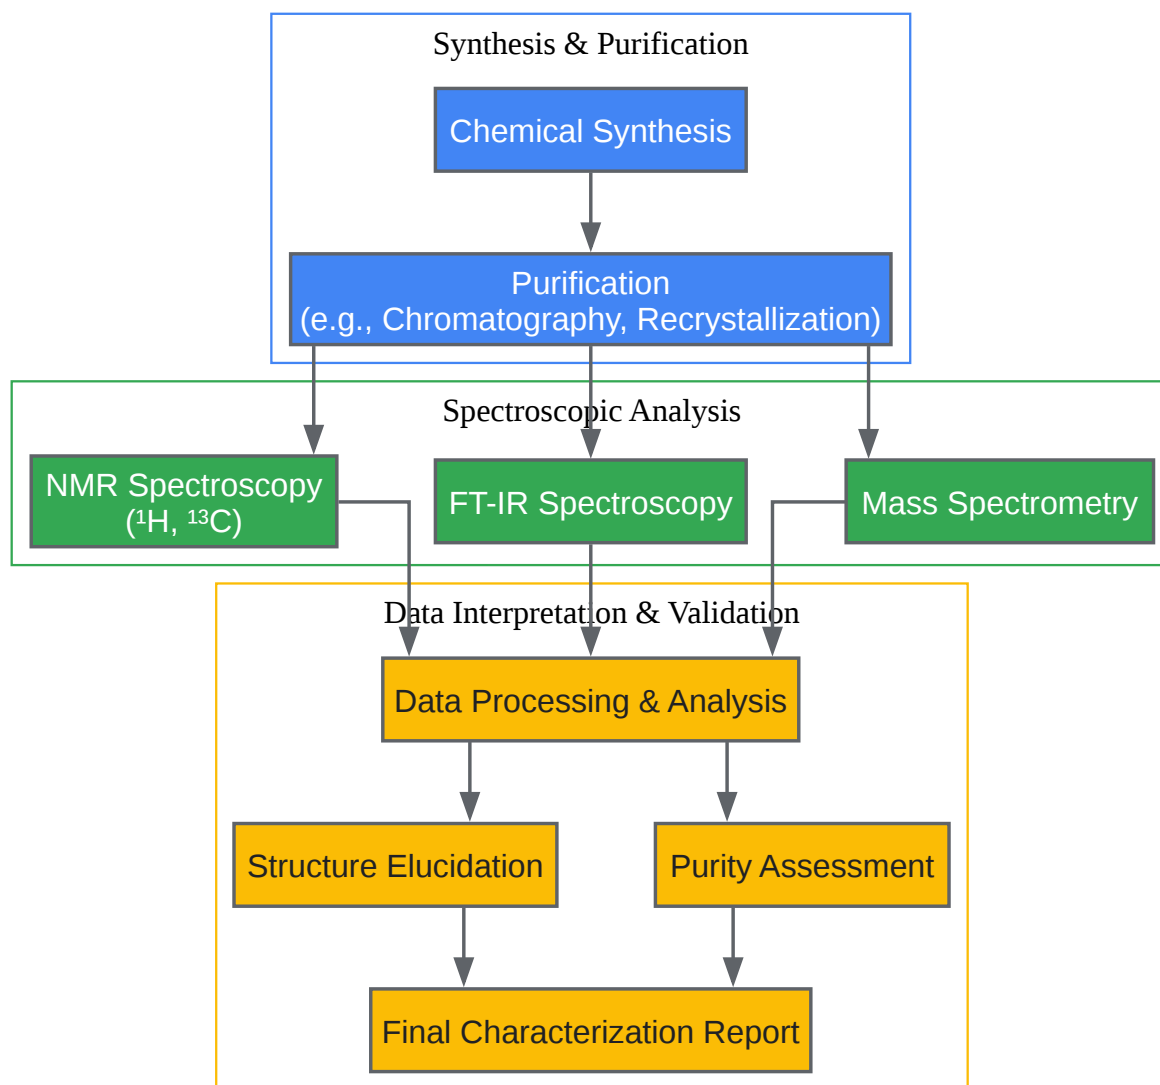 Synthesis & Purification
Chemical Synthesis
Purification
(e.g., Chromatography, Recrystallization)
Spectroscopic Analysis
NMR Spectroscopy
(¹H, ¹³C)
FT-IR Spectroscopy
Mass Spectrometry
Data Interpretation & Validation
Data Processing & Analysis
Structure Elucidation
Purity Assessment
Final Characterization Report